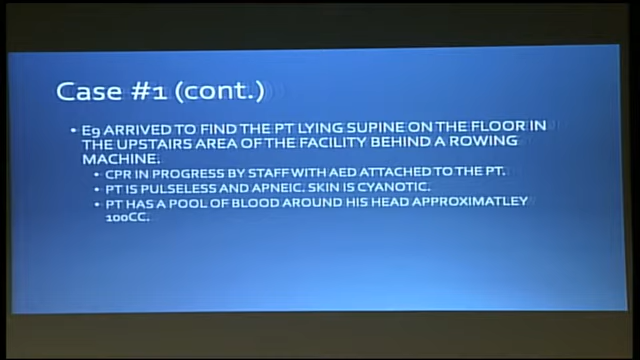 Case #1 (cont.)
• E9 ARRIVED TO FIND THE PT LYING SUPINE ON THE FLOOR IN
THE UPSTAIRS AREA OF THE FACILITY BEHIND A ROWING
MACHINE.
• CPR IN PROGRESS BY STAFF WITH AED ATTACHED TO THE PT.
• PT IS PULSELESS AND APNEIC. SKIN IS CYANOTIC.
• PT HAS A POOL OF BLOOD AROUND HIS HEAD APPROXIMATLEY
100CC.